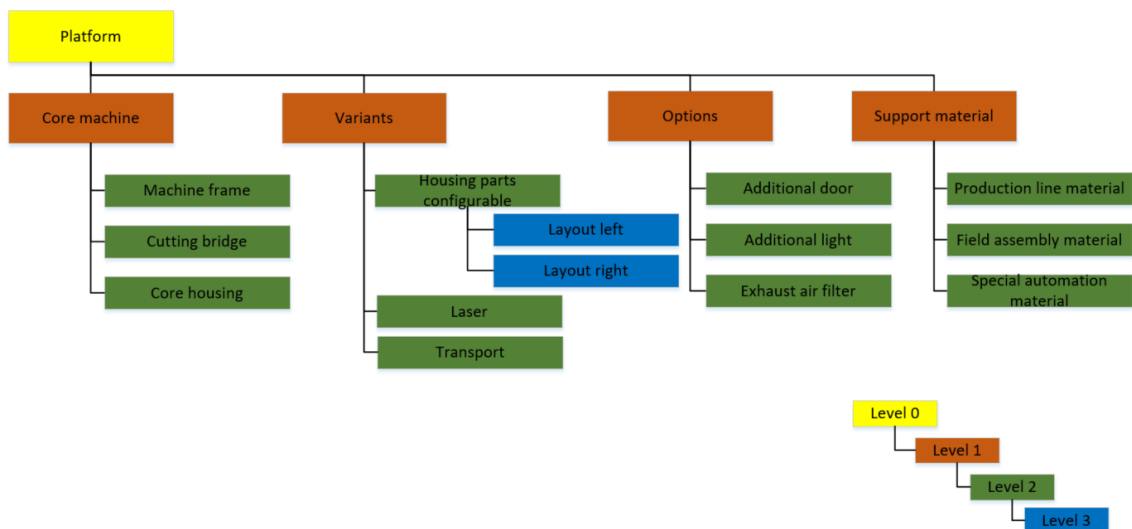 Platform
Core machine
Variants
Options
Support material
Machine frame
Cutting bridge
Core housing
Housing parts
configurable
Layout left
Layout right
Laser
Transport
Additional door
Additional light
Exhaust air filter
Production line material
Field assembly material
Special automation
material
Level 0
Level 1
Level 2
Level 3